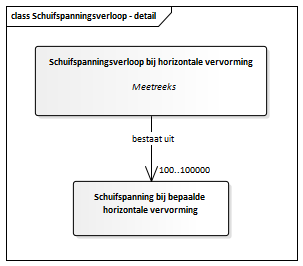 class Schuifspanningsverloop - detail
Schuifspanningsverloop bij horizontale vervorming
Meetreeks
bestaat uit
100..100000
Schuifspanning bij bepaalde
horizontale vervorming